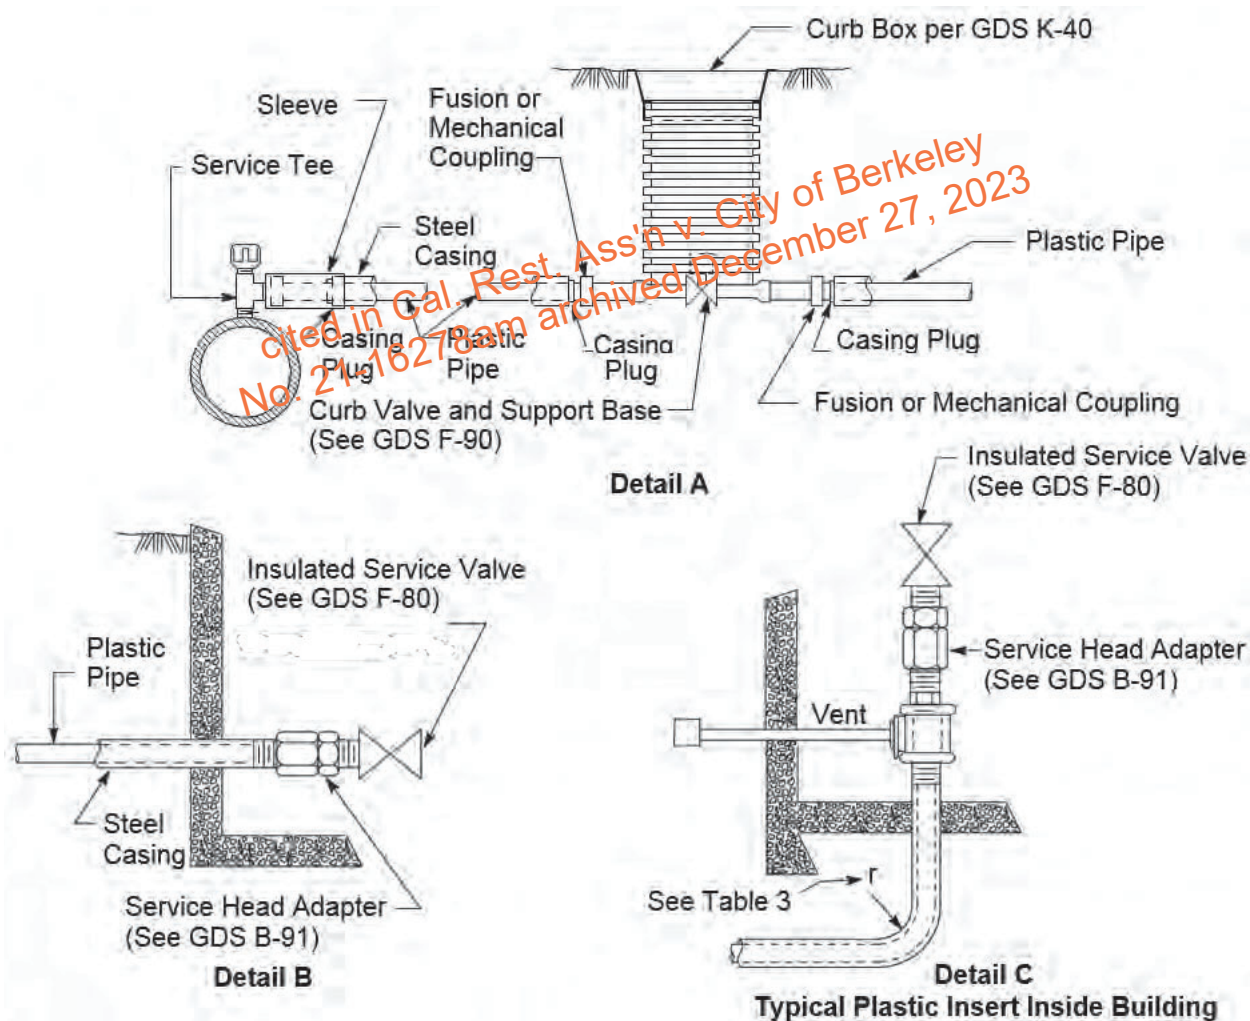 Curb Box per GDS K-40
Sleeve
Fusion or
Mechanical
Coupling
Service Tee
Steel
Casing
Plastic Pipe
cited in Cal. Rest. Ass'n v. City of Berkeley
No. 21-16278am archived December 27, 2023
Casing
Plug
Plastic
Pipe
Casing
Plug
Casing Plug
Curb Valve and Support Base
(See GDS F-90)
Fusion or Mechanical Coupling
Detail A
Insulated Service Valve
(See GDS F-80)
Plastic
Pipe
Steel
Casing
Service Head Adapter
(See GDS B-91)
Detail B
Insulated Service Valve
(See GDS F-80)
Service Head Adapter
(See GDS B-91)
Vent
See Table 3
r
Detail C
Typical Plastic Insert Inside Building